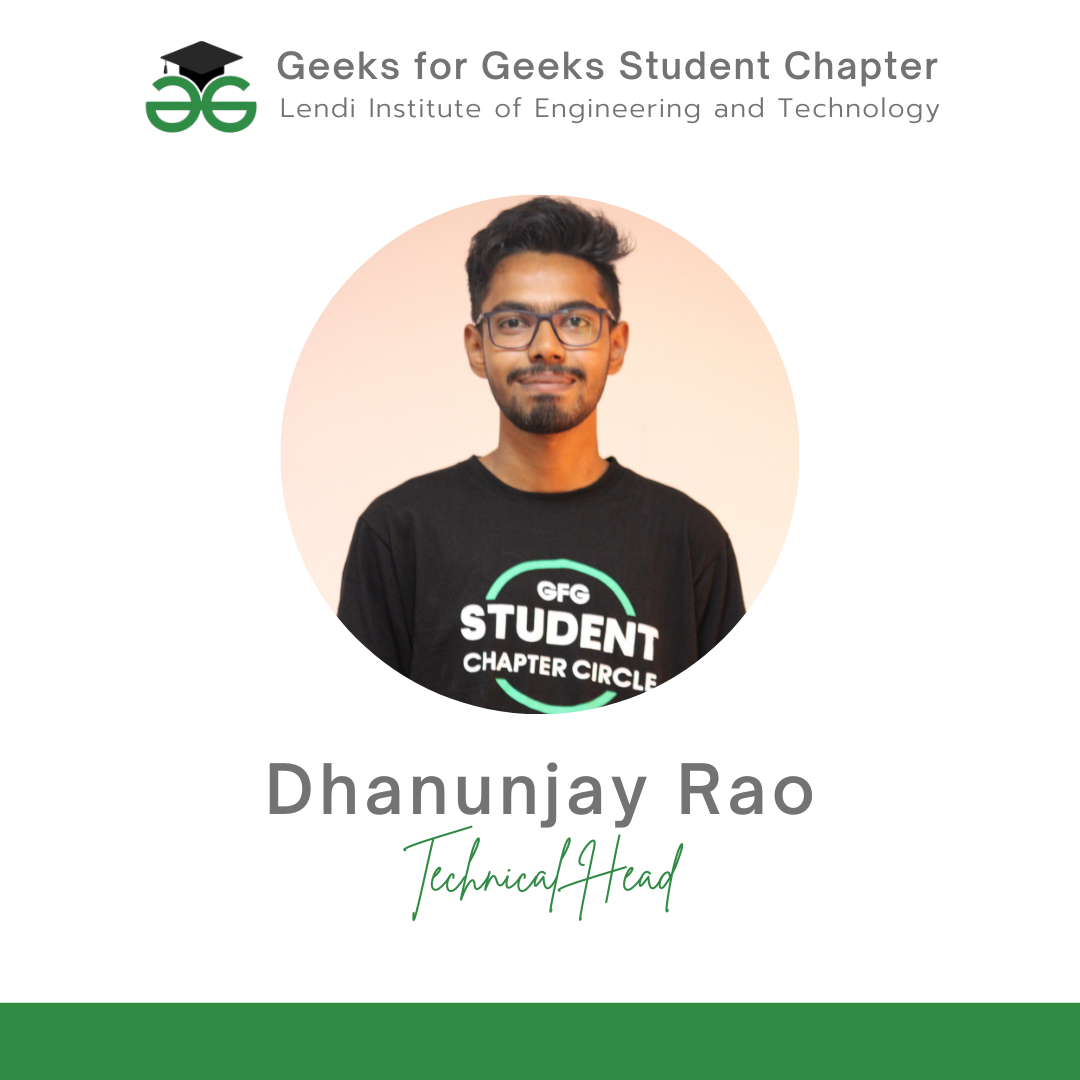 Geeks for Geeks Student Chapter
Lendi Institute of Engineering and Technology
GFG
STUDENT
CHAPTER CIRCLE
Dhanunjay Rao
Technical Head